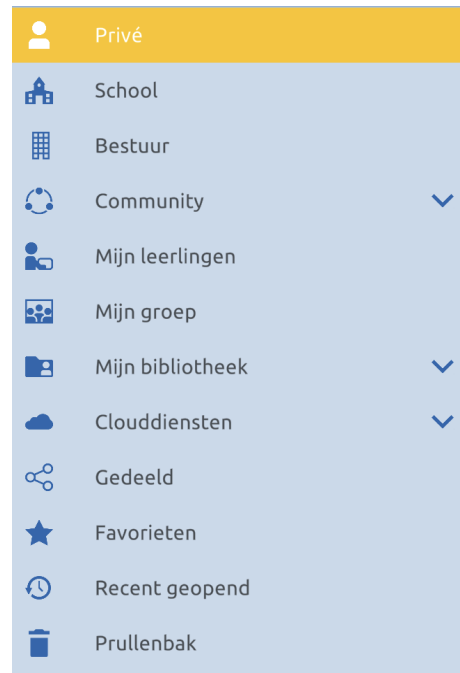 Privé
School
Bestuur
Community
Mijn leerlingen
Mijn groep
Mijn bibliotheek
Clouddiensten
Gedeeld
Favorieten
Recent geopend
Prullenbak